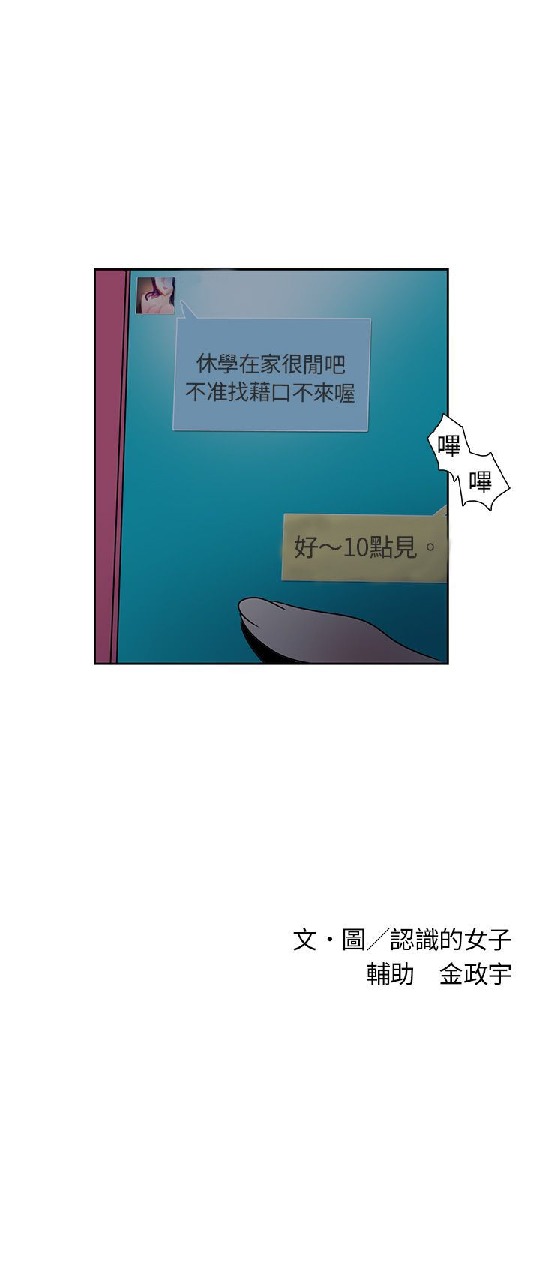 休學在家很閒吧
不准找藉口不來喔
嗶
嗶
好～10點見。
文・圖／認識的女子
輔助　金政宇